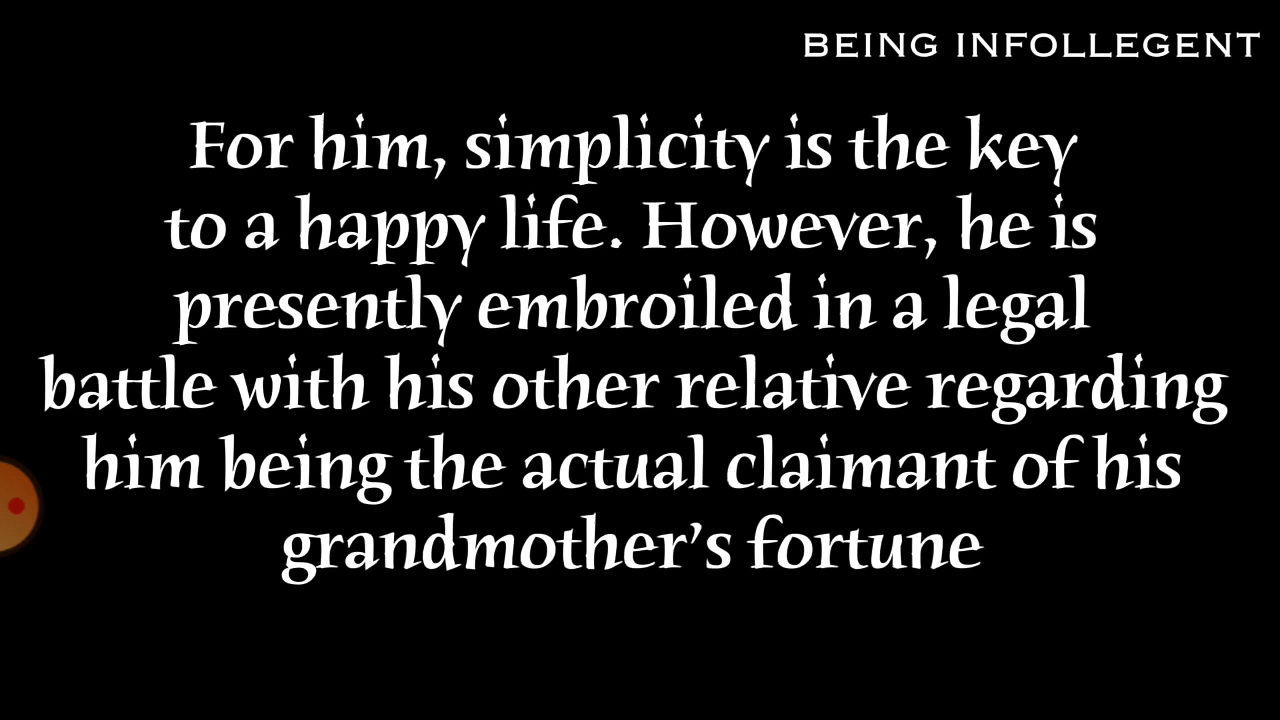 BEING INFOLLEGENT
For him, simplicity is the key
to a happy life. However, he is
presently embroiled in a legal
battle with his other relative regarding
him being the actual claimant of his
grandmother's fortune